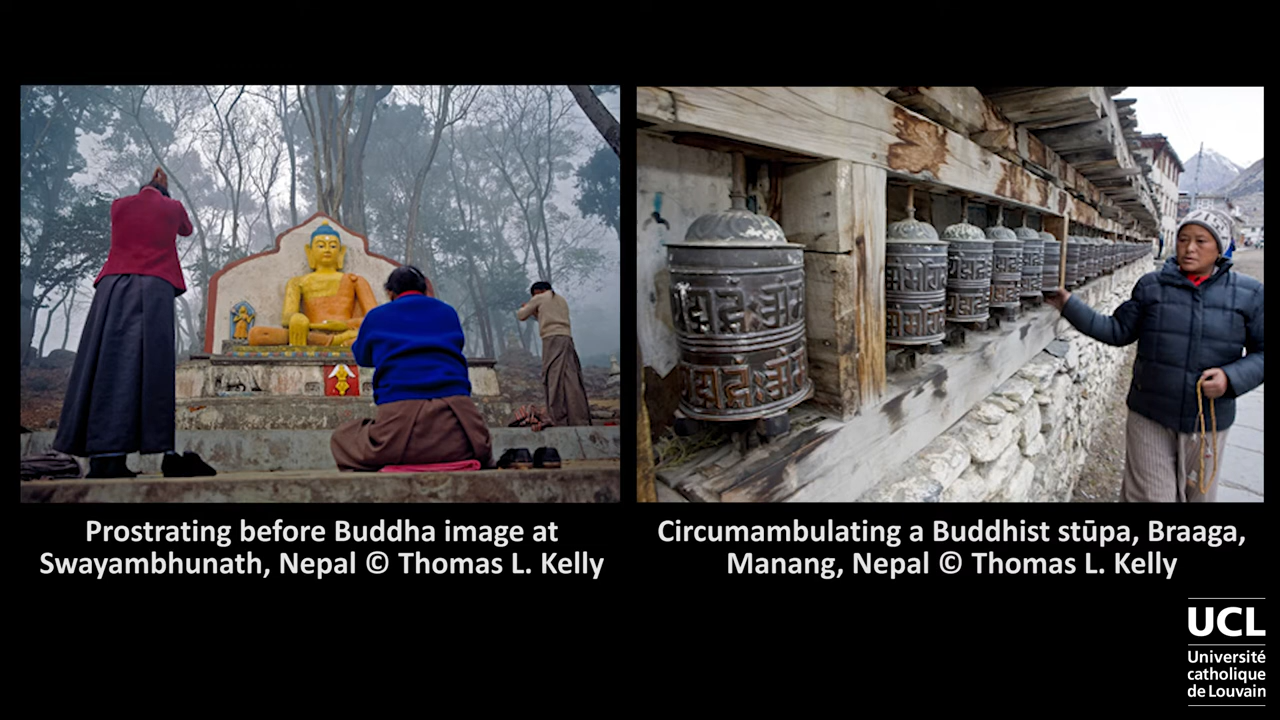 Prostrating before Buddha image at
Swayambhunath, Nepal © Thomas L. Kelly
Circumambulating a Buddhist stūpa, Braaga,
Manang, Nepal © Thomas L. Kelly
UCL
Université
catholique
de Louvain